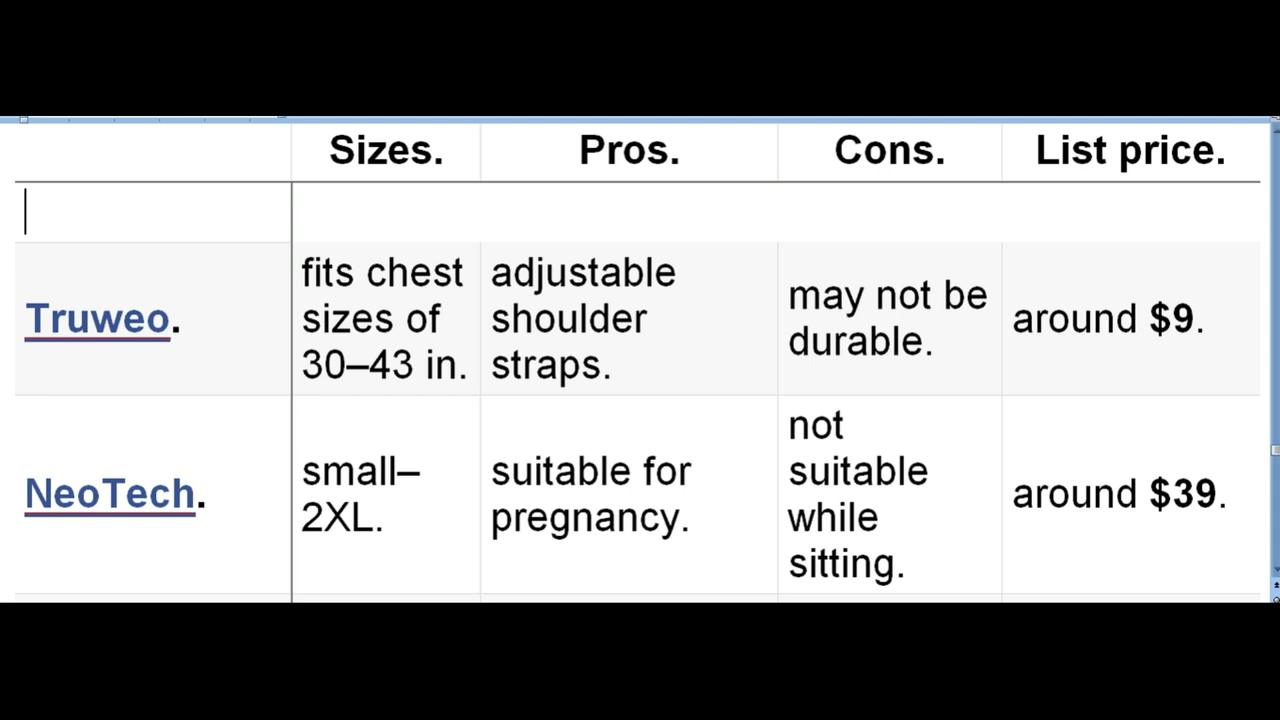 Sizes. Pros. Cons. List price.
Truweo.
fits chest
sizes of
30–43 in.
adjustable
shoulder
straps.
may not be
durable.
around $9.
NeoTech.
small–
2XL.
suitable for
pregnancy.
not
suitable
while
sitting.
around $39.